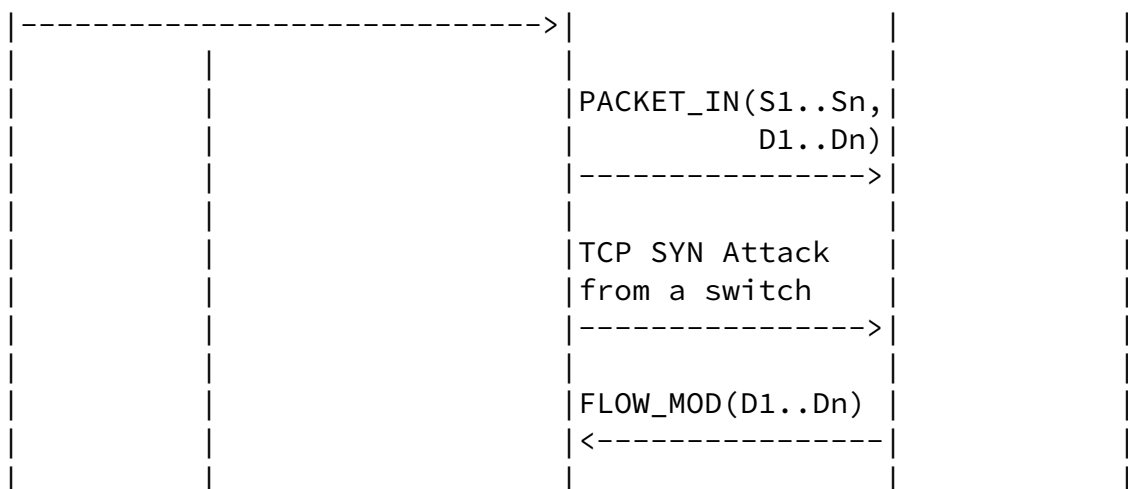 |----------------------------->|                 |            |
|          |                   |                 |            |
|          |                   |PACKET_IN(S1..Sn,|            |
|          |                   |          D1..Dn)|            |
|          |                   |---------------->|            |
|          |                   |                 |            |
|          |                   |TCP SYN Attack   |            |
|          |                   |from a switch    |            |
|          |                   |---------------->|            |
|          |                   |                 |            |
|          |                   |FLOW_MOD(D1..Dn) |            |
|          |                   |<----------------|            |
|          |                   |                 |            |